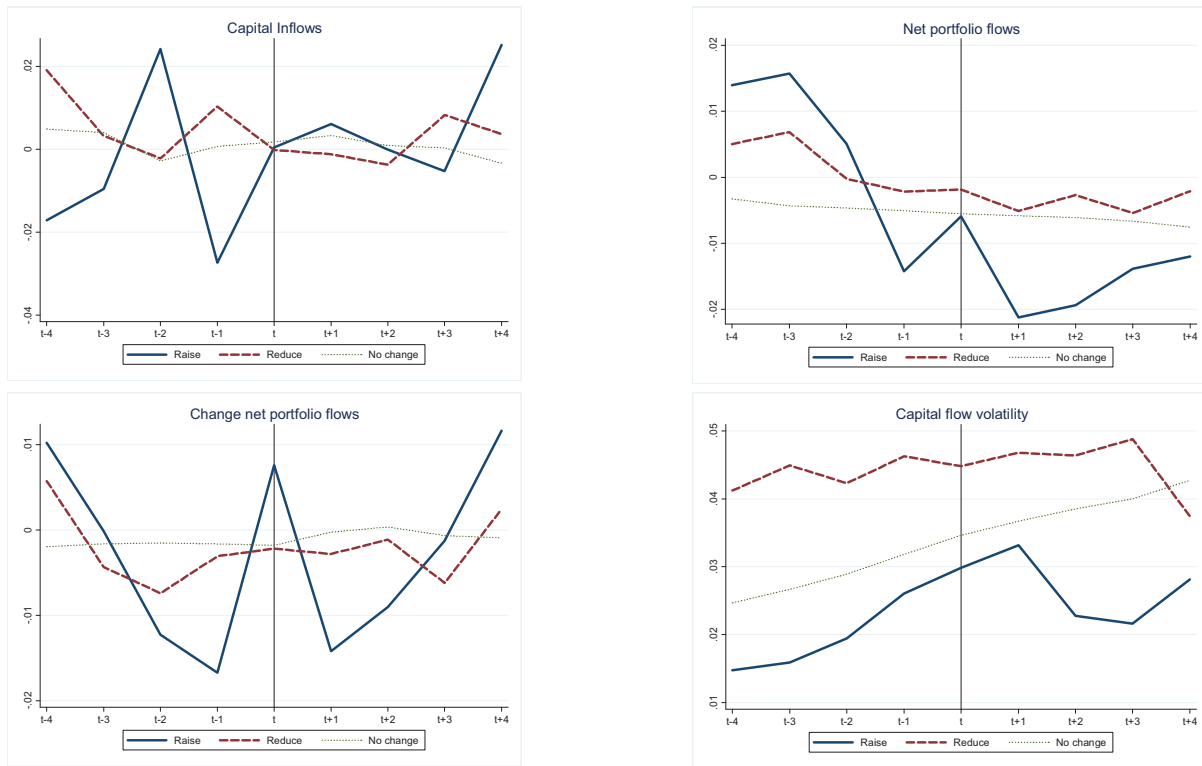 Capital Inflows
.02
0
-.02
-.04
t-4 t-3 t-2 t-1 t t+1 t+2 t+3 t+4
Raise Reduce No change
Net portfolio flows
.02
.01
0
-.01
-.02
t-4 t-3 t-2 t-1 t t+1 t+2 t+3 t+4
Raise Reduce No change
Change net portfolio flows
.01
0
-.01
-.02
t-4 t-3 t-2 t-1 t t+1 t+2 t+3 t+4
Raise Reduce No change
Capital flow volatility
.05
.04
.03
.02
.01
t-4 t-3 t-2 t-1 t t+1 t+2 t+3 t+4
Raise Reduce No change